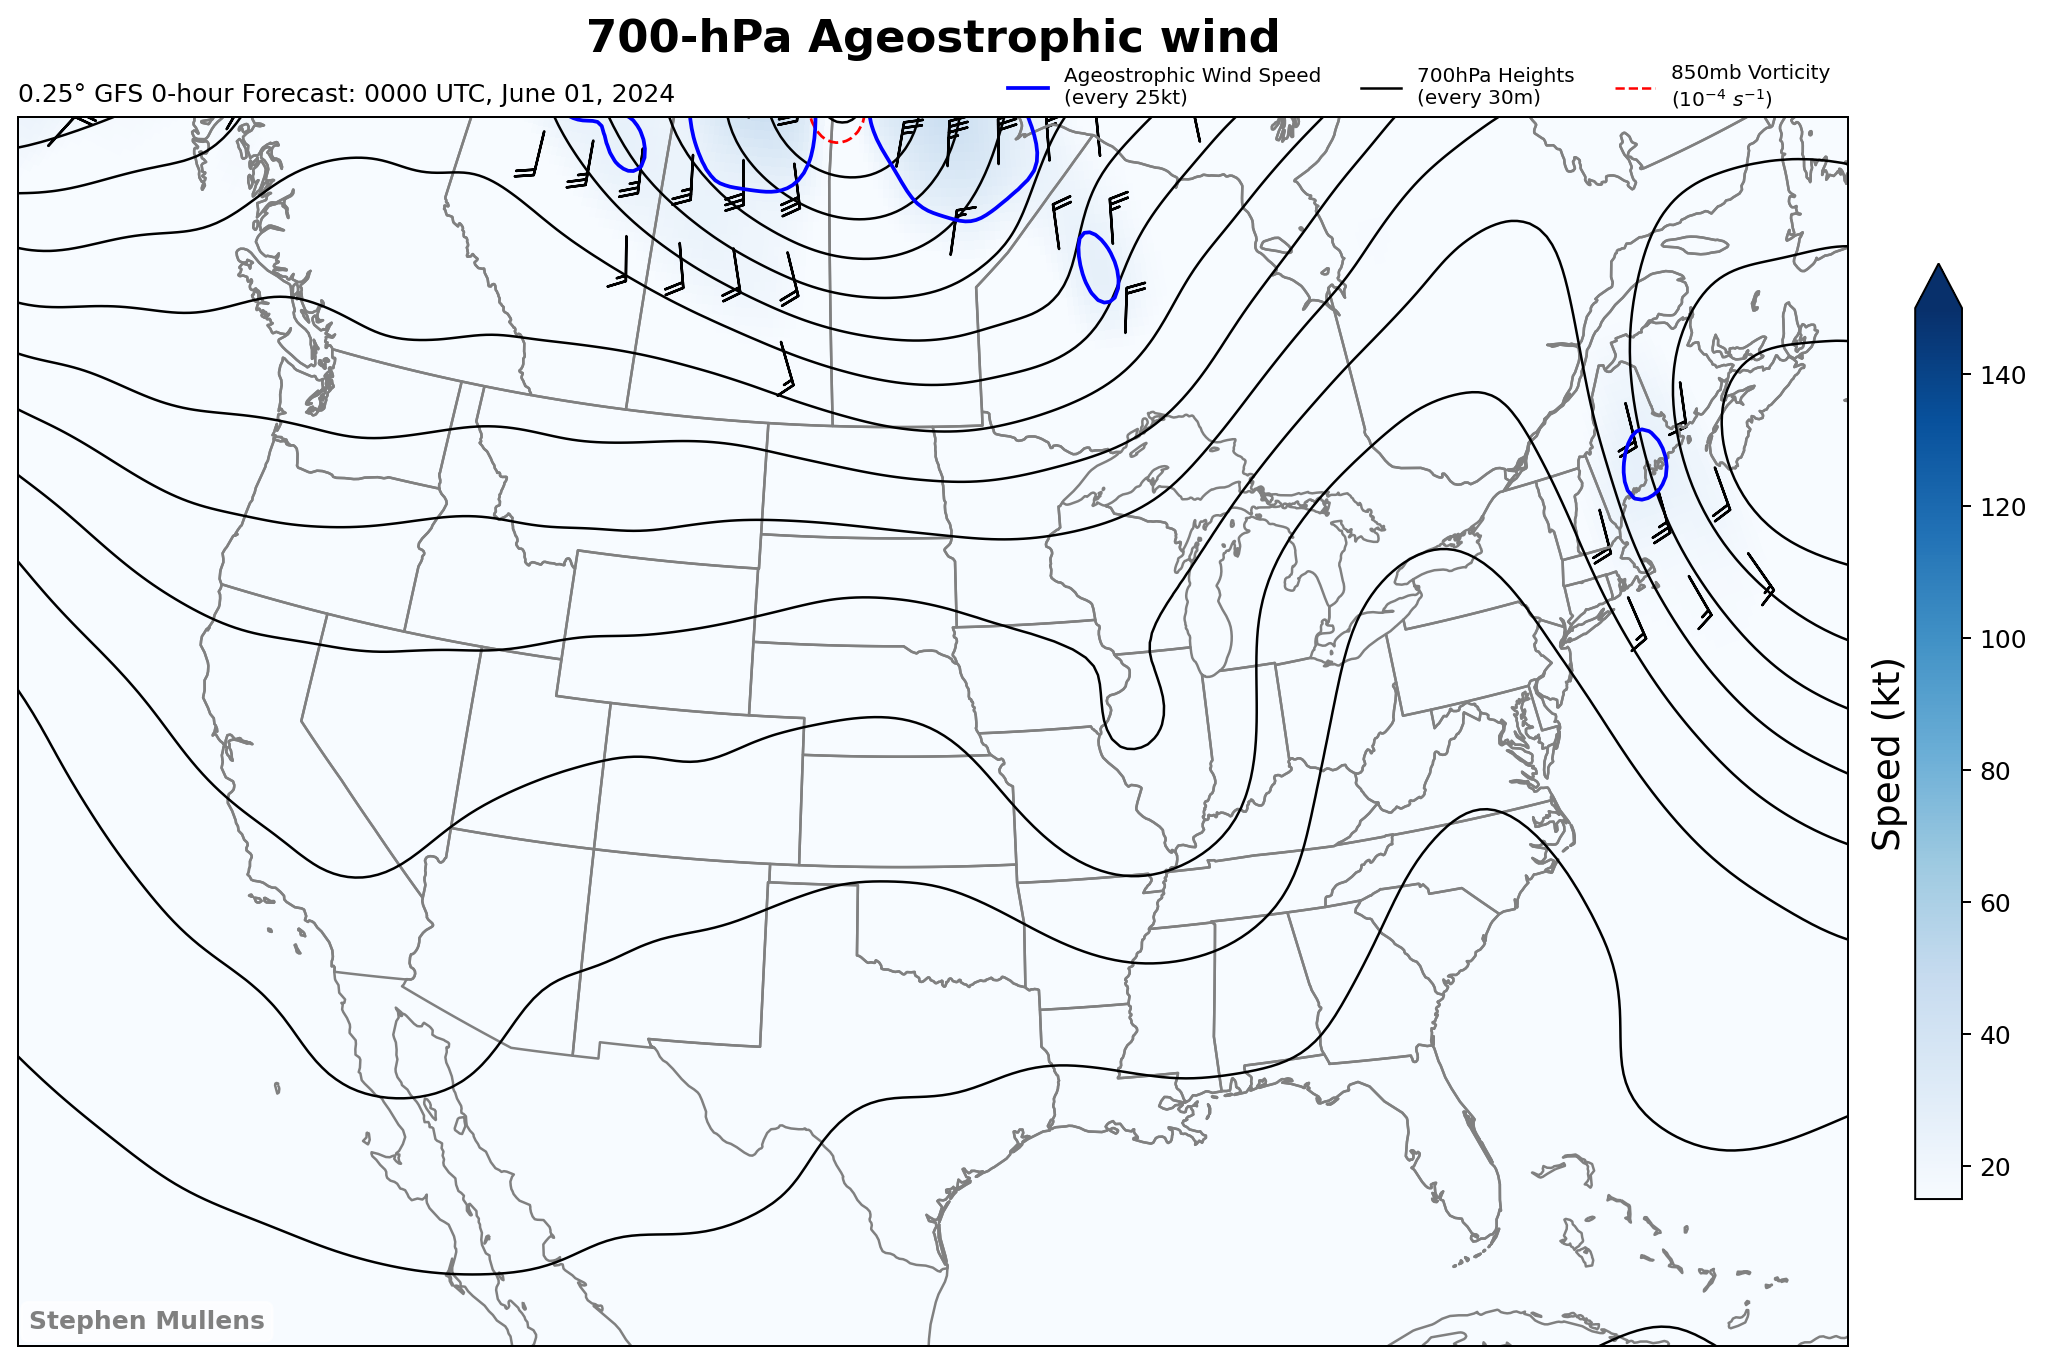 700-hPa Ageostrophic wind
0.25° GFS 0-hour Forecast: 0000 UTC, June 01, 2024
Ageostrophic Wind Speed
(every 25kt)
700hPa Heights
(every 30m)
850mb Vorticity
(10⁻⁴ s⁻¹)
140
120
100
80
60
40
20
Speed (kt)
Stephen Mullens